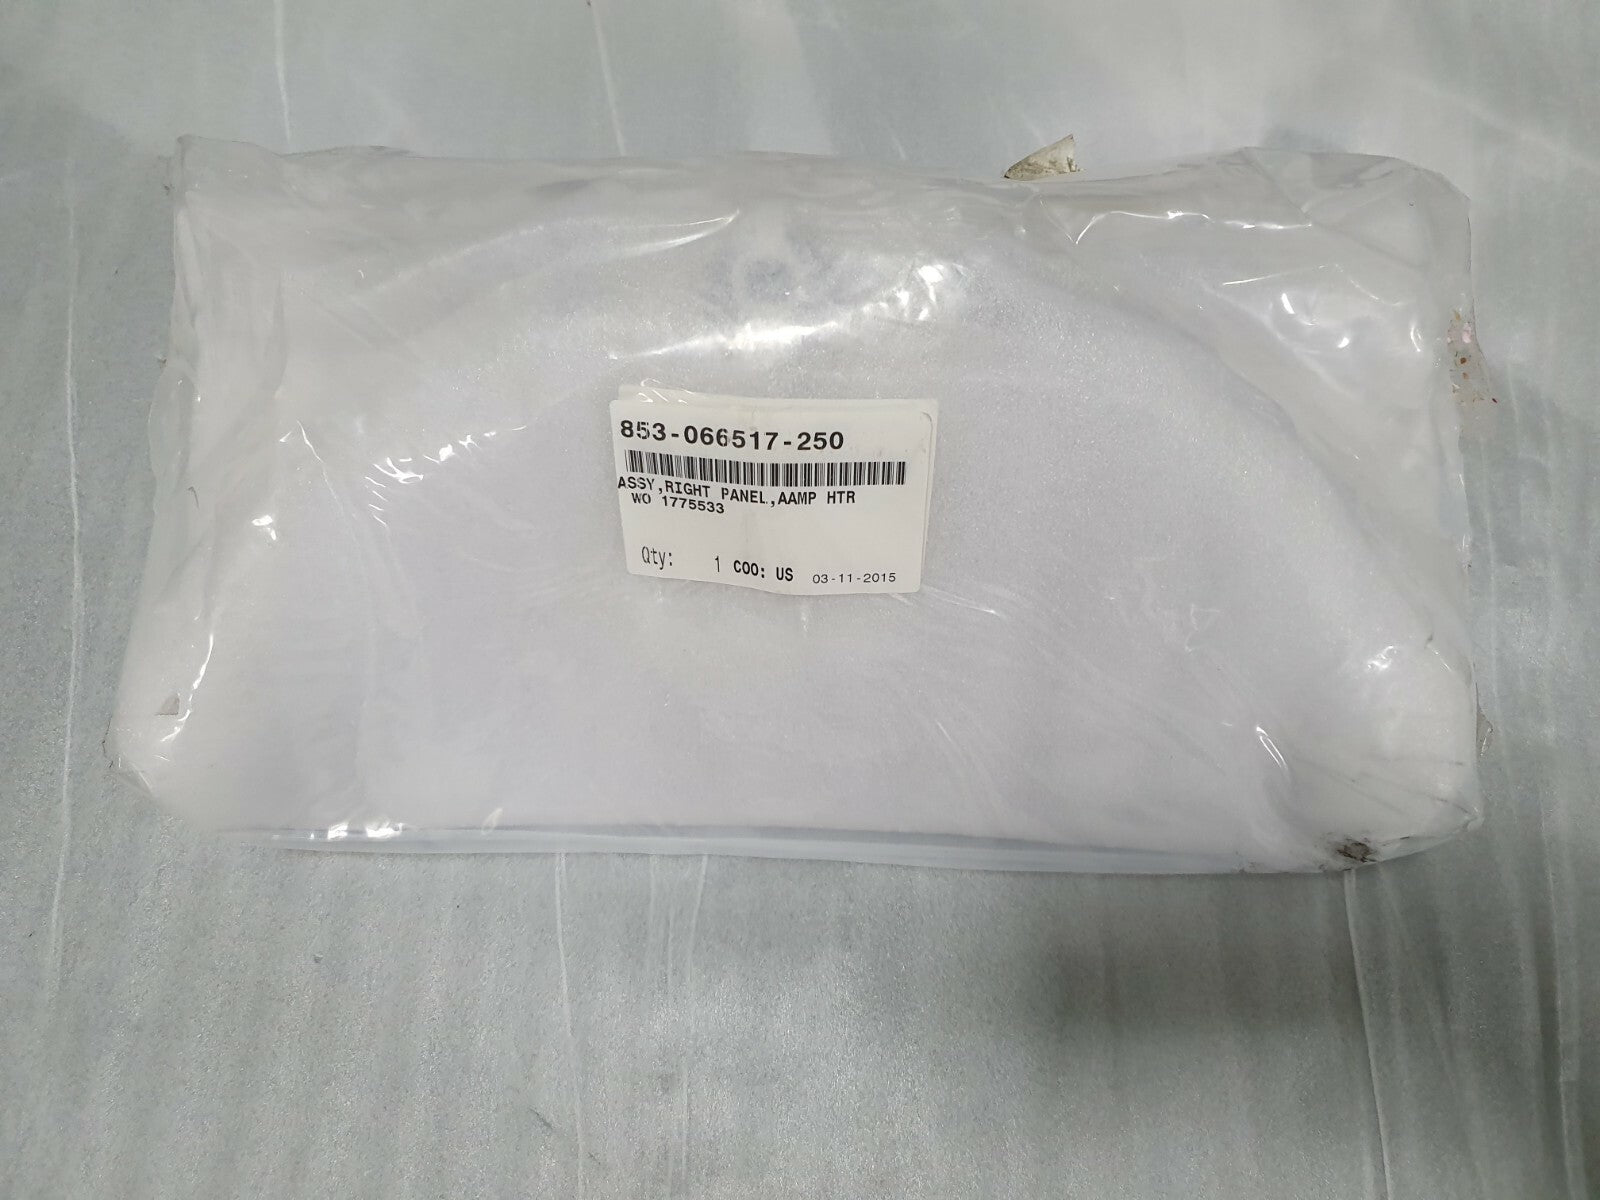 853-066517-250
ASSY,RIGHT PANEL,AAMP HTR
WO 1775533
Qty: 1 COO: US 03-11-2015